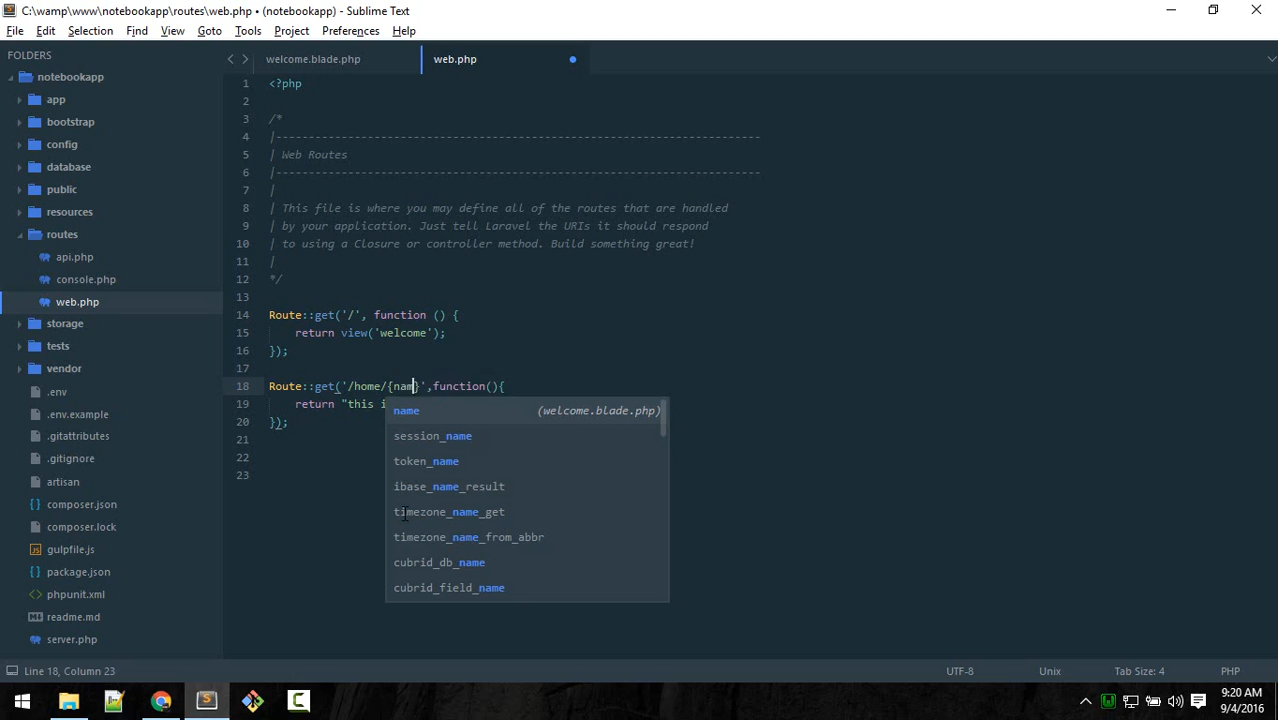 C:\wamp\www\notebookapp\routes\web.php • (notebookapp) - Sublime Text
File Edit Selection Find View Goto Tools Project Preferences Help
FOLDERS
notebookapp
app
bootstrap
config
database
public
resources
routes
api.php
console.php
web.php
storage
tests
vendor
.env
.env.example
.gitattributes
.gitignore
artisan
composer.json
composer.lock
gulpfile.js
package.json
phpunit.xml
readme.md
server.php
welcome.blade.php web.php
1 <?php
2
3 /*
4 |--------------------------------------------------------------------------
5 | Web Routes
6 |--------------------------------------------------------------------------
7 |
8 | This file is where you may define all of the routes that are handled
9 | by your application. Just tell Laravel the URIs it should respond
10 | to using a Closure or controller method. Build something great!
11 |
12 */
13
14 Route::get('/', function () {
15 return view('welcome');
16 });
17
18 Route::get('/home/{nam}',function(){
19 return "this i
20 });
21
22
23
name (welcome.blade.php)
session_name
token_name
ibase_name_result
timezone_name_get
timezone_name_from_abbr
cubrid_db_name
cubrid_field_name
Line 18, Column 23 UTF-8 Unix Tab Size: 4 PHP
9:20 AM
9/4/2016